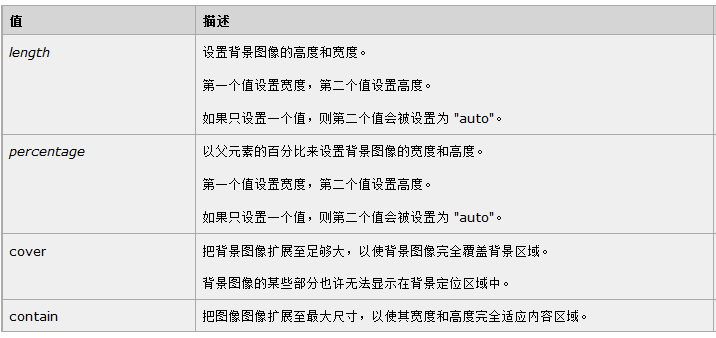 值 描述
length 设置背景图像的高度和宽度。
第一个值设置宽度，第二个值设置高度。
如果只设置一个值，则第二个值会被设置为 "auto"。
percentage 以父元素的百分比来设置背景图像的宽度和高度。
第一个值设置宽度，第二个值设置高度。
如果只设置一个值，则第二个值会被设置为 "auto"。
cover 把背景图像扩展至足够大，以使背景图像完全覆盖背景区域。
背景图像的某些部分也许无法显示在背景定位区域中。
contain 把图像图像扩展至最大尺寸，以使其宽度和高度完全适应内容区域。